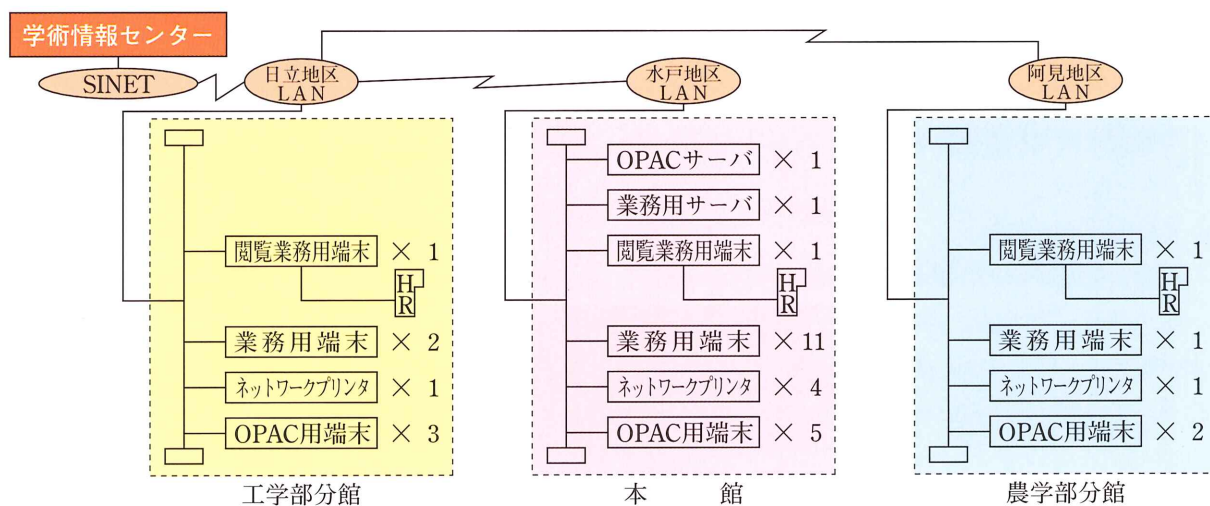 学術情報センター
SINET
日立地区
LAN
水戸地区
LAN
阿見地区
LAN
閲覧業務用端末 × 1
HR
業務用端末 × 2
ネットワークプリンタ × 1
OPAC用端末 × 3
工学部分館
OPACサーバ × 1
業務用サーバ × 1
閲覧業務用端末 × 1
HR
業務用端末 × 11
ネットワークプリンタ × 4
OPAC用端末 × 5
本館
閲覧業務用端末 × 1
HR
業務用端末 × 1
ネットワークプリンタ × 1
OPAC用端末 × 2
農学部分館